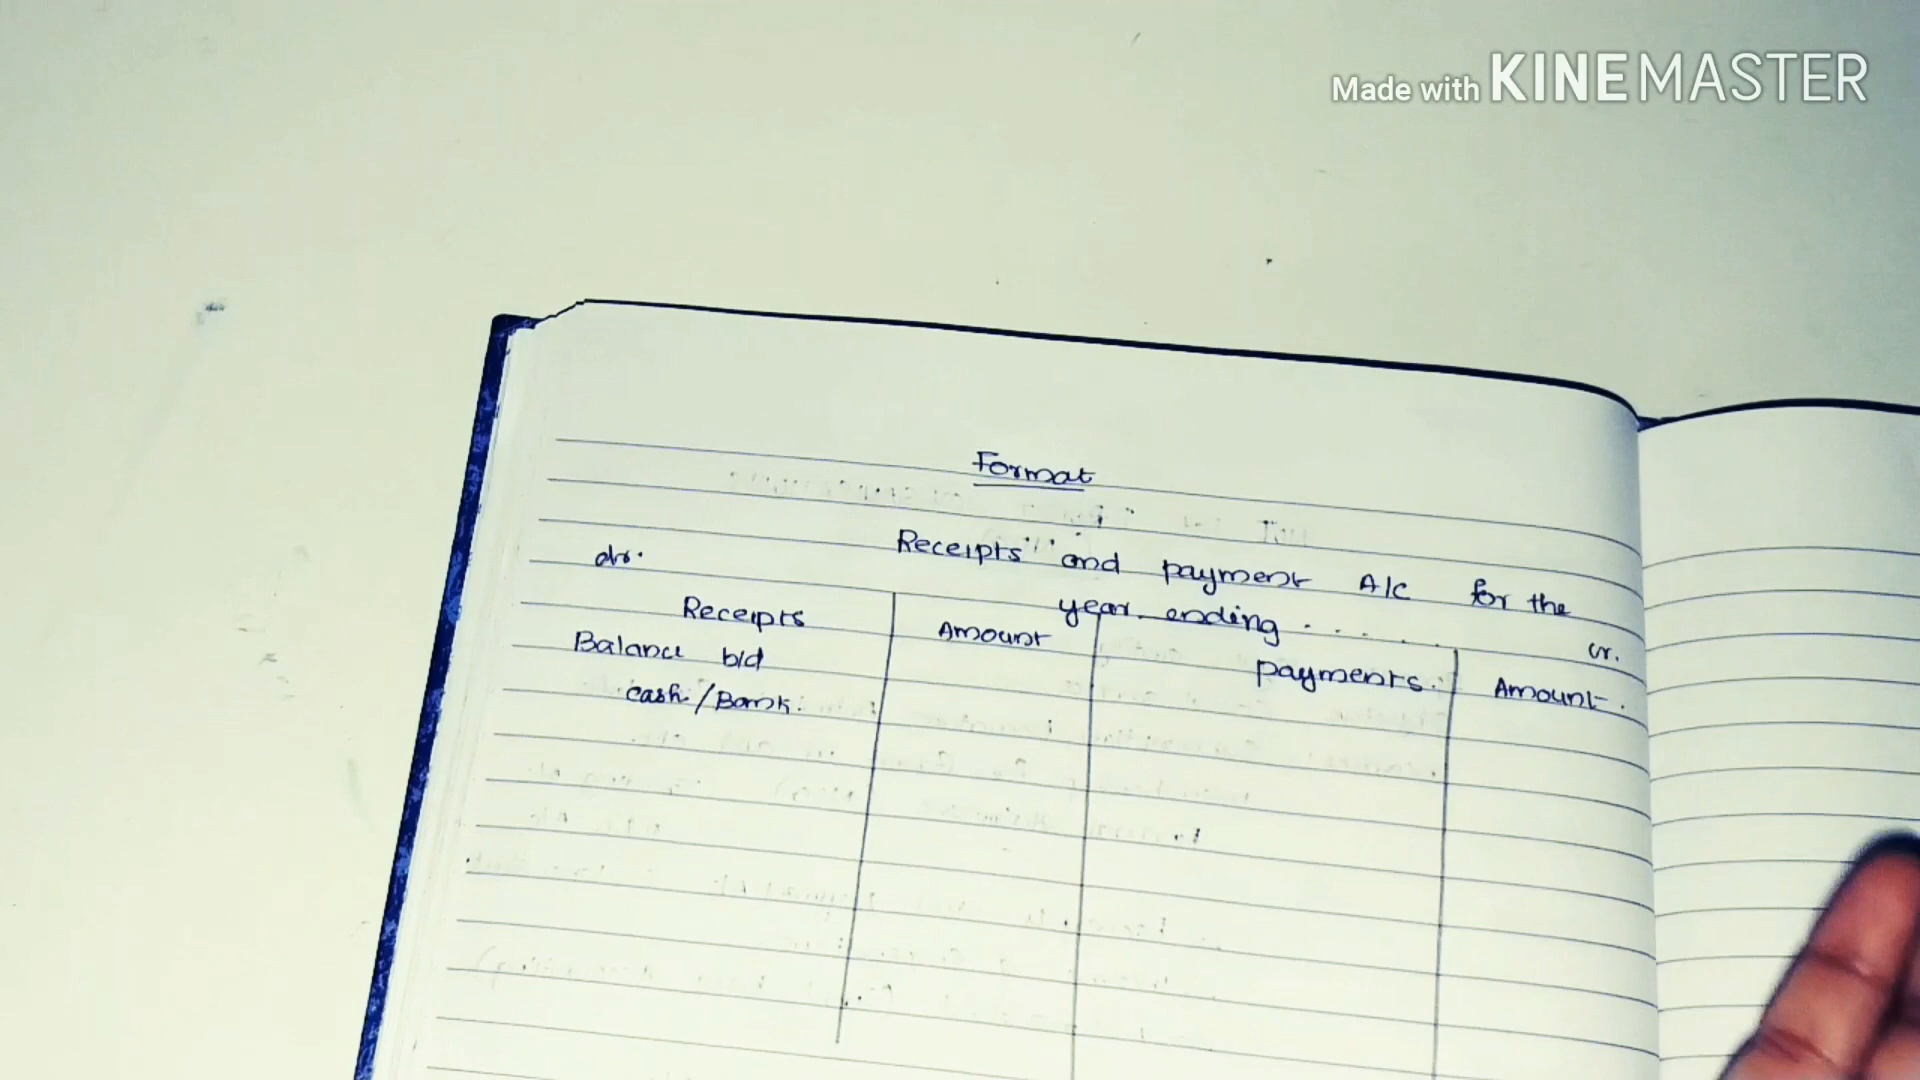 Made with KINEMASTER
Format
dr. Receipts and payment A/c for the
year ending ...... cr.
Receipts Amount payments. Amount.
Balance b/d
cash/Bank.